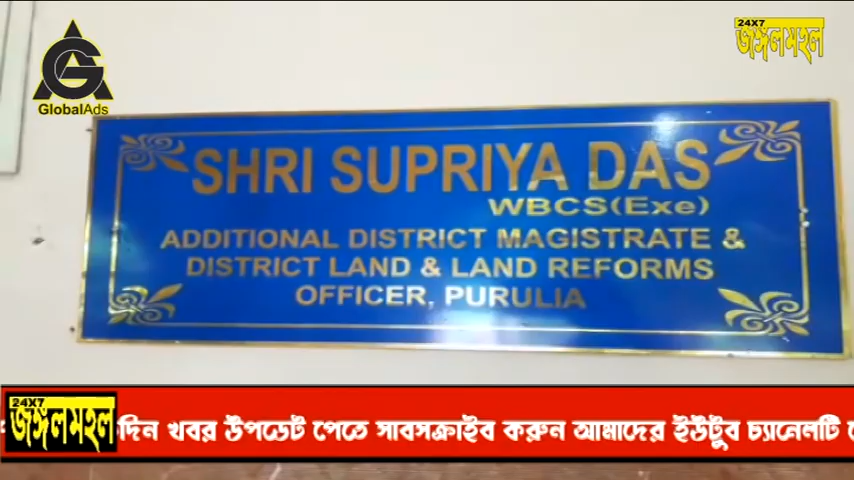 GlobalAds
24X7
জঙ্গলমহল
SHRI SUPRIYA DAS
WBCS(Exe)
ADDITIONAL DISTRICT MAGISTRATE &
DISTRICT LAND & LAND REFORMS
OFFICER, PURULIA
24X7
জঙ্গলমহল
দিন খবর উপডেট পেতে সাবসক্রাইব করুন আমাদের ইউটুব চ্যানেলটি